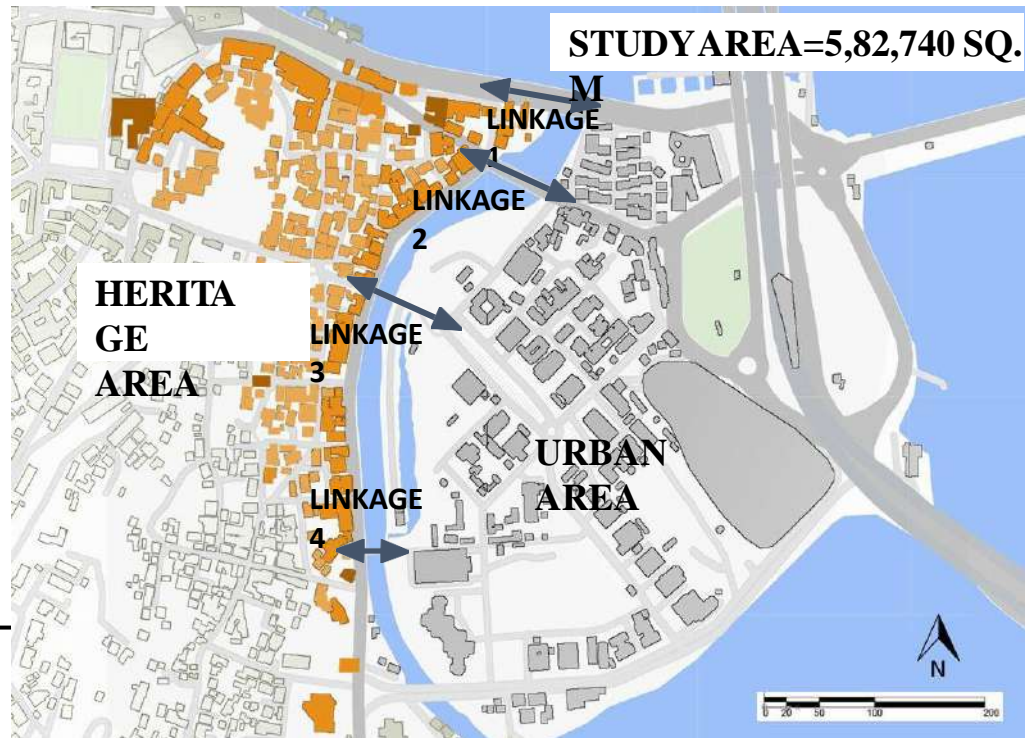 STUDYAREA=5,82,740 SQ.
M
LINKAGE
1
LINKAGE
2
HERITA
GE
AREA
LINKAGE
3
URBAN
AREA
LINKAGE
4
N
0 20 50 100 200